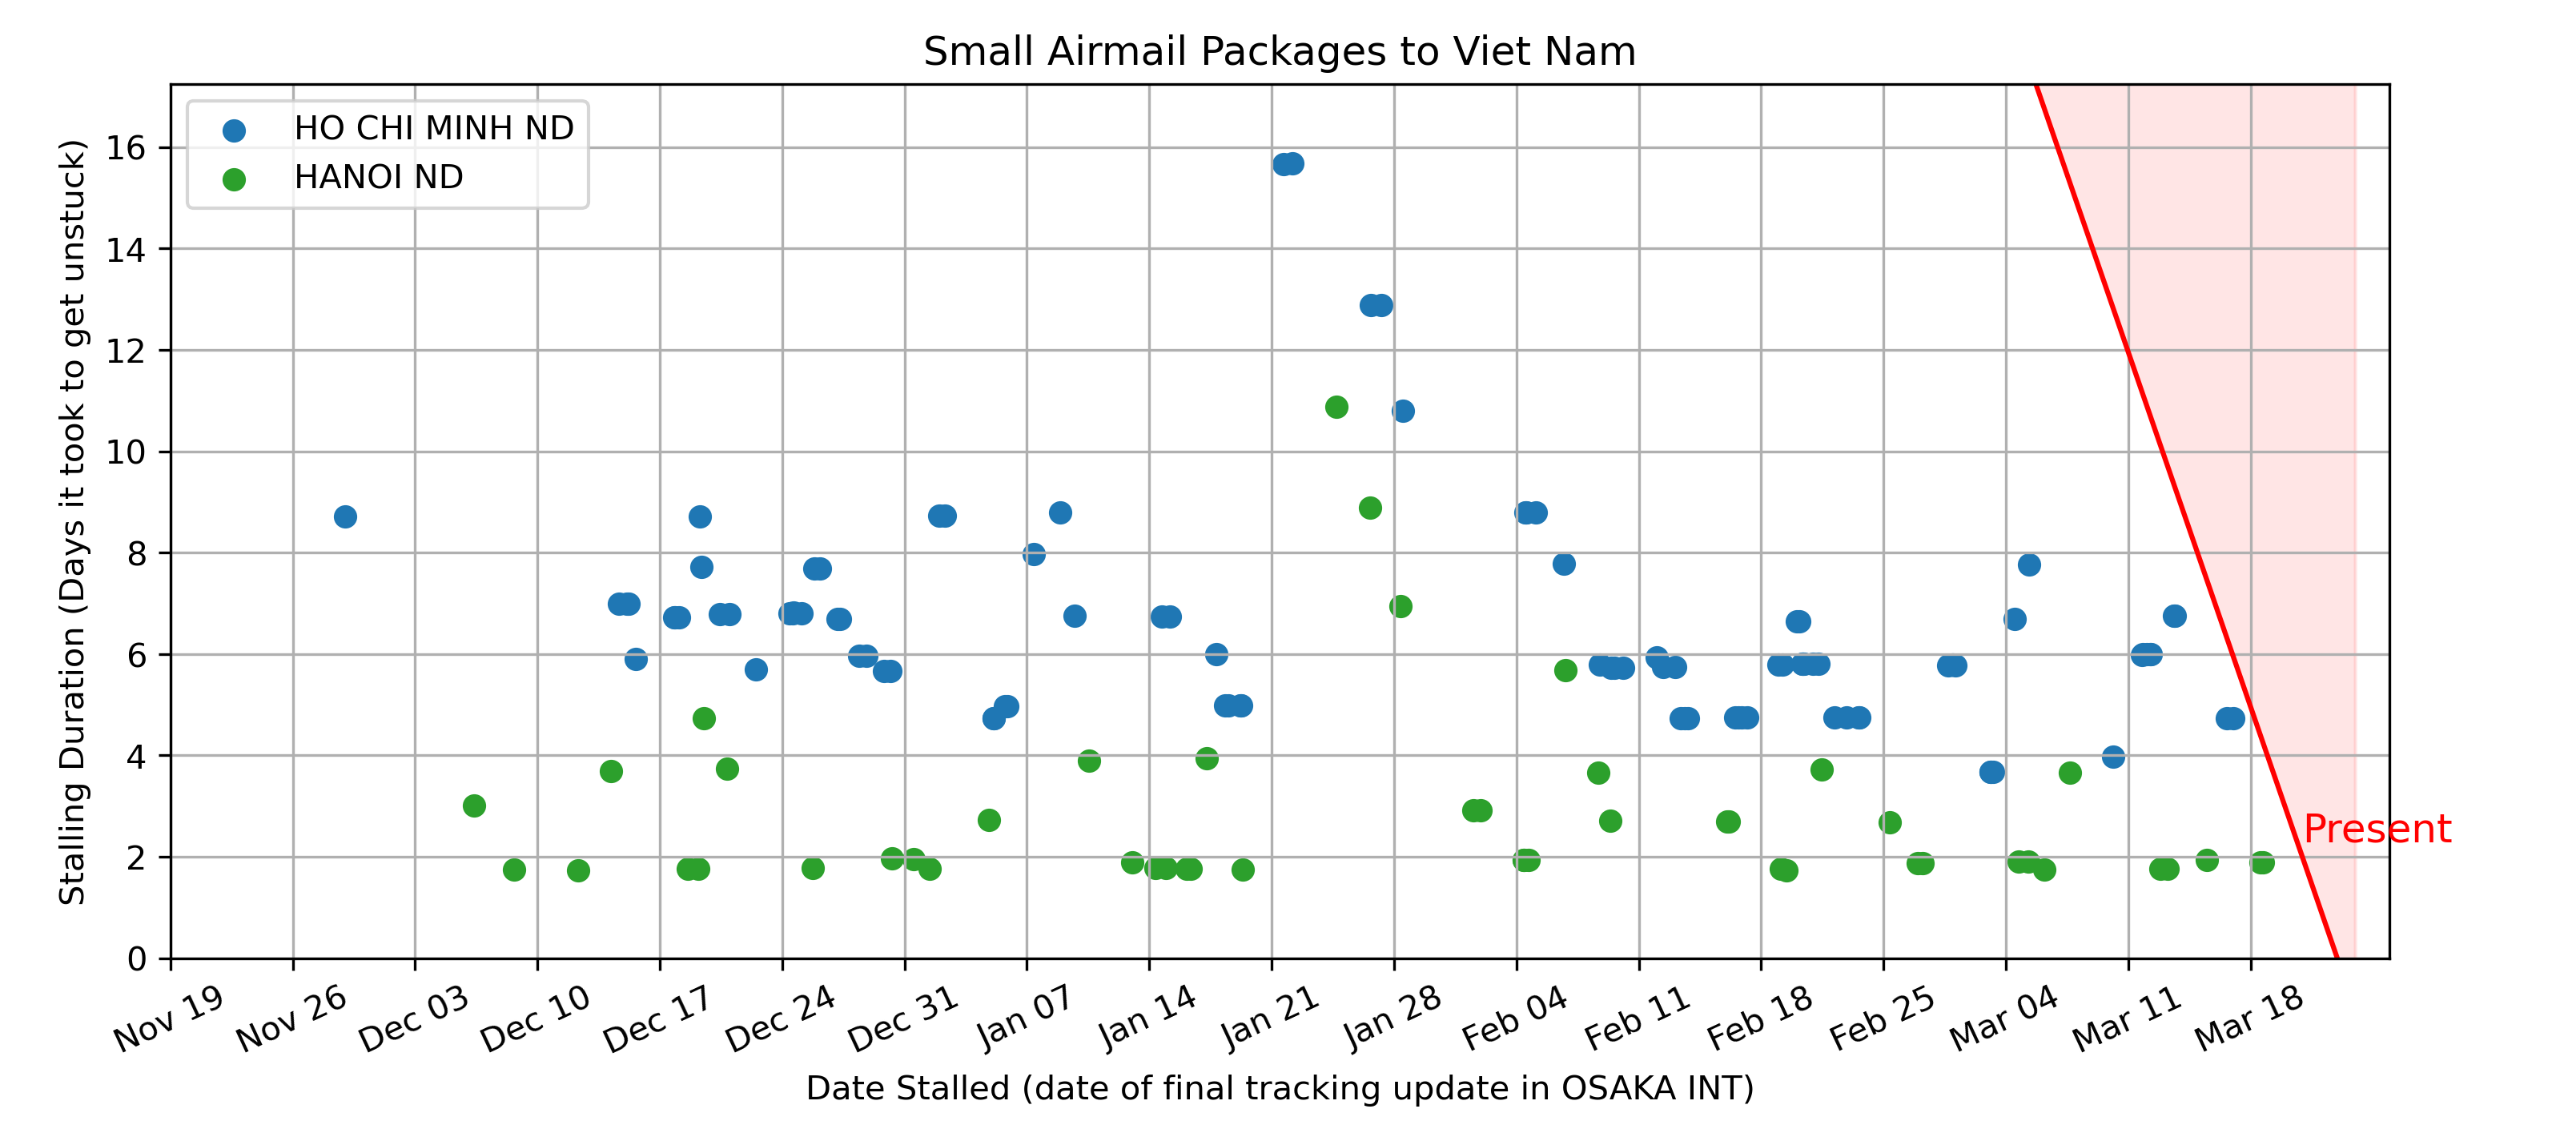 Small Airmail Packages to Viet Nam
HO CHI MINH ND
HANOI ND
Stalling Duration (Days it took to get unstuck)
16
14
12
10
8
6
4
2
0
Present
Nov 19
Nov 26
Dec 03
Dec 10
Dec 17
Dec 24
Dec 31
Jan 07
Jan 14
Jan 21
Jan 28
Feb 04
Feb 11
Feb 18
Feb 25
Mar 04
Mar 11
Mar 18
Date Stalled (date of final tracking update in OSAKA INT)